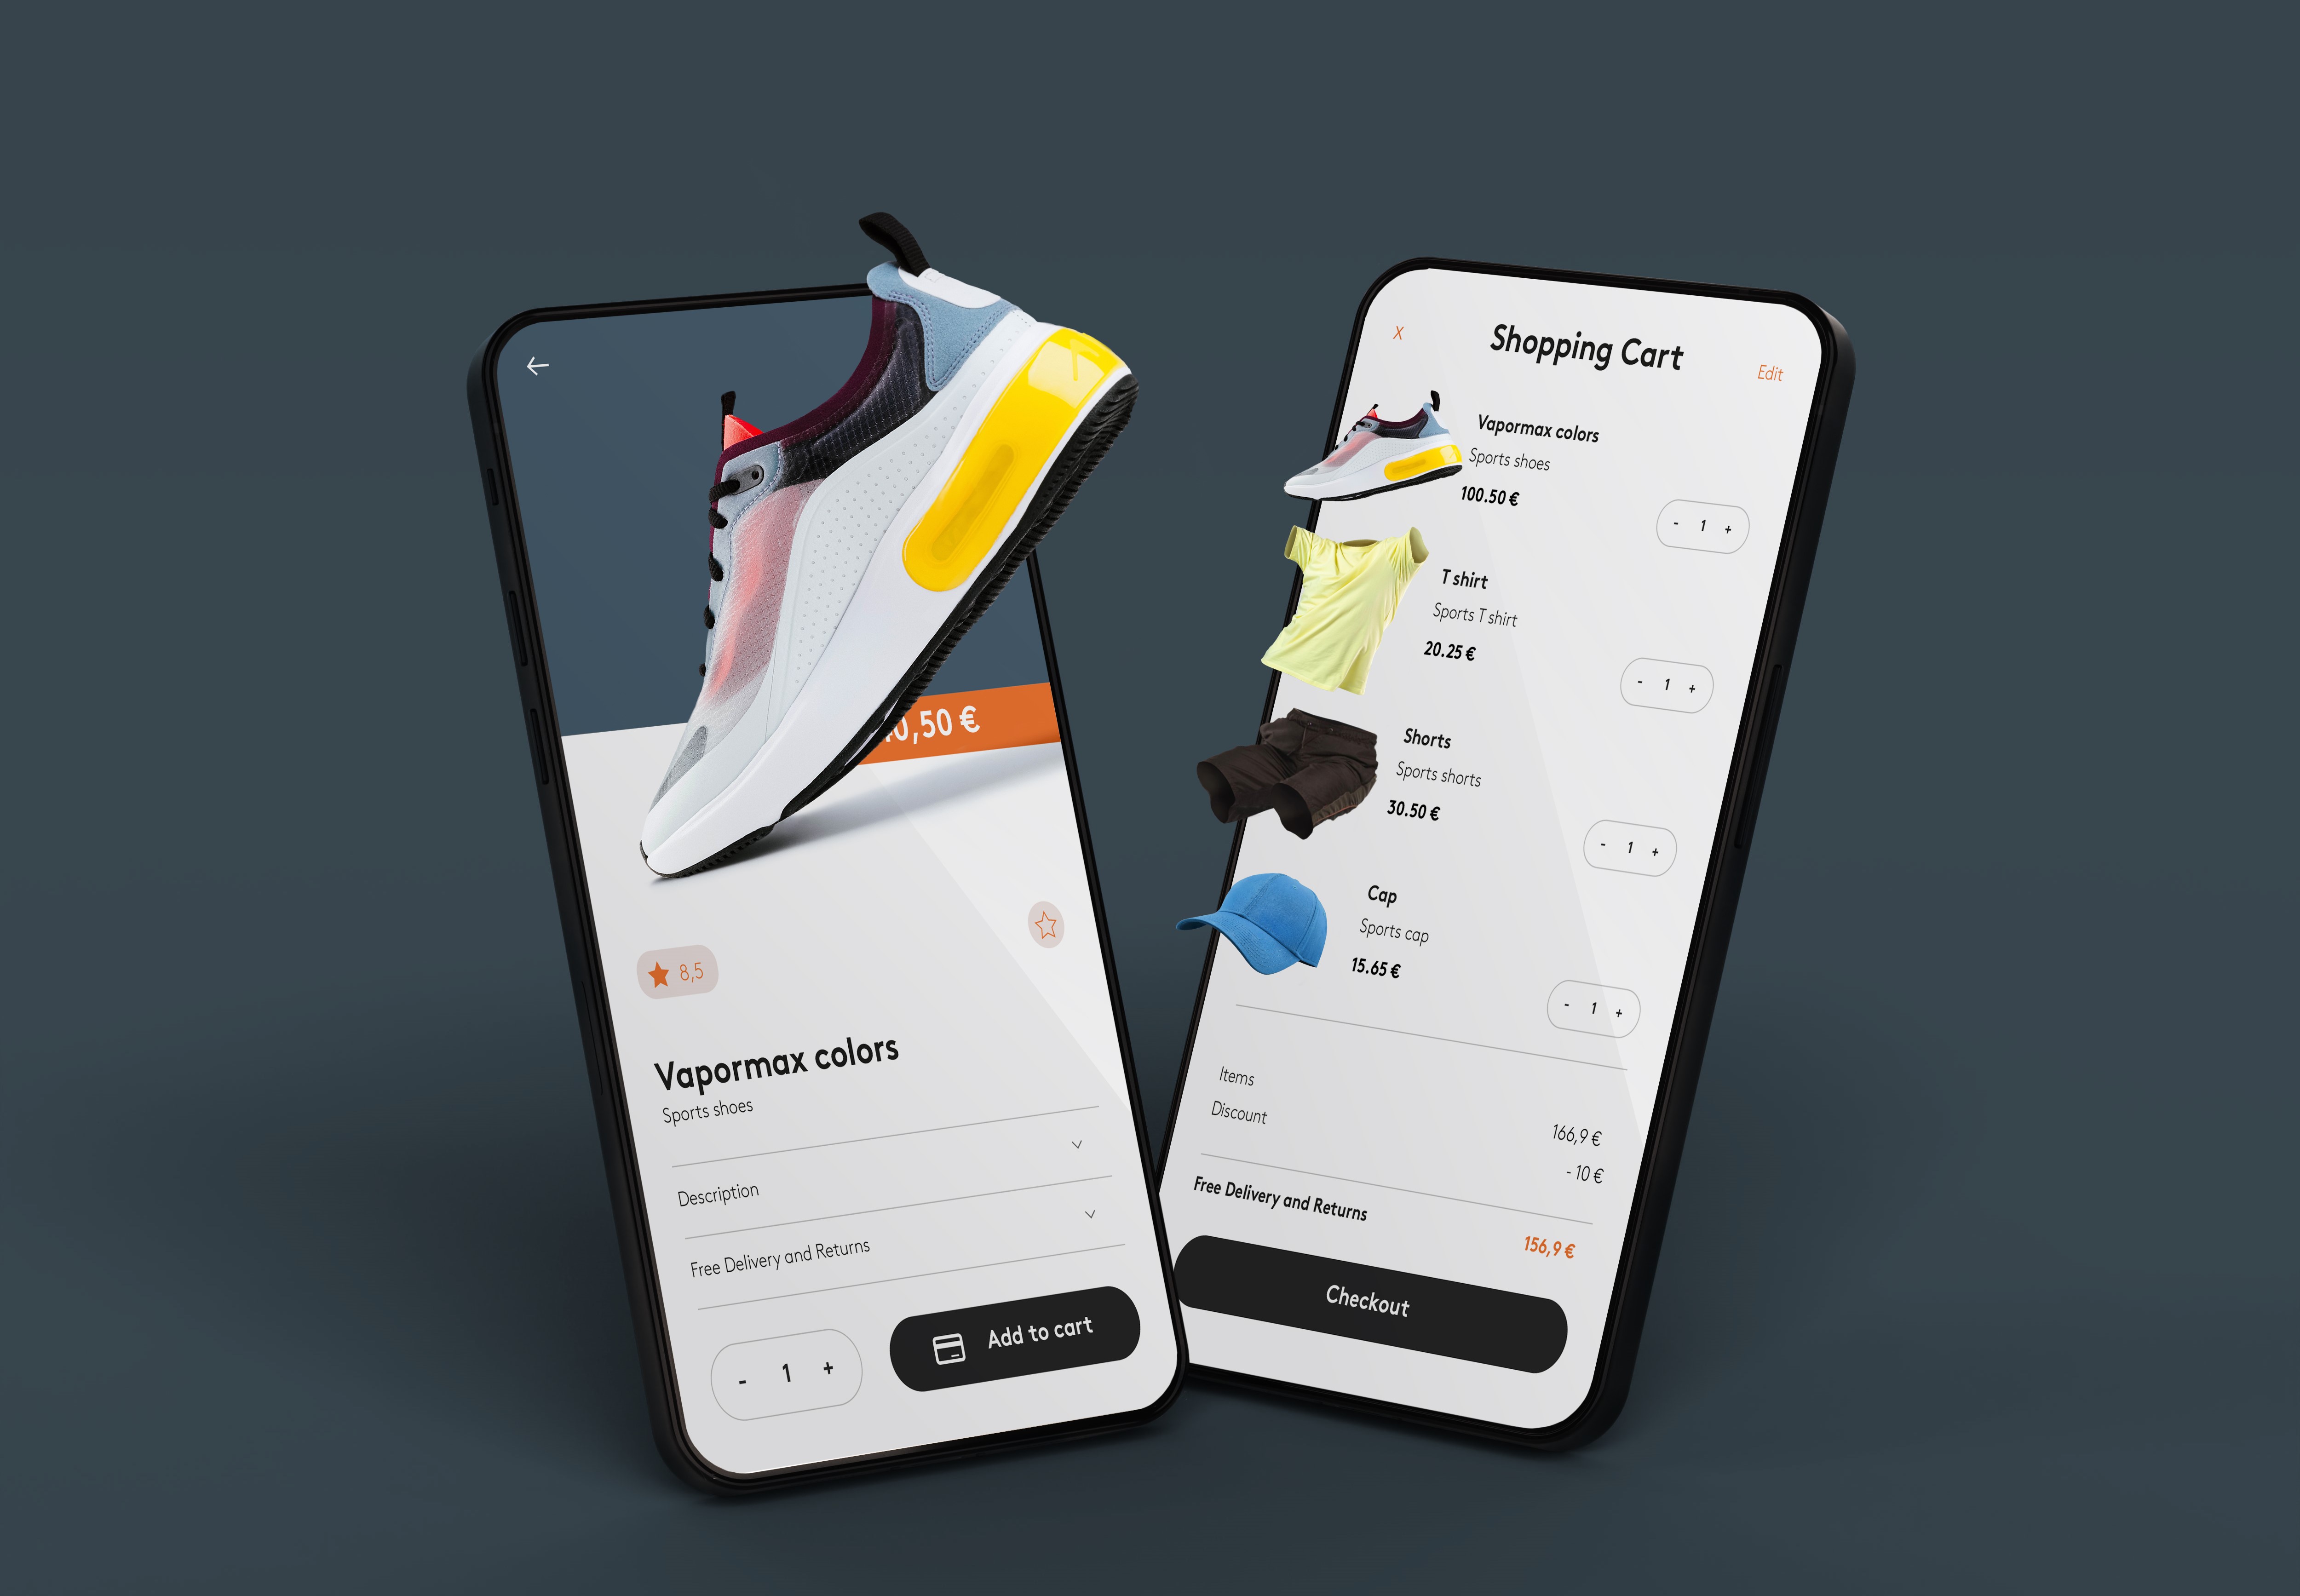 0,50 €
8,5
Vapormax colors
Sports shoes
Description
Free Delivery and Returns
- 1 +
Add to cart
X
Shopping Cart
Edit
Vapormax colors
Sports shoes
100.50 €
- 1 +
T shirt
Sports T shirt
20.25 €
- 1 +
Shorts
Sports shorts
30.50 €
- 1 +
Cap
Sports cap
15.65 €
- 1 +
Items
166,9 €
Discount
- 10 €
Free Delivery and Returns
156,9 €
Checkout